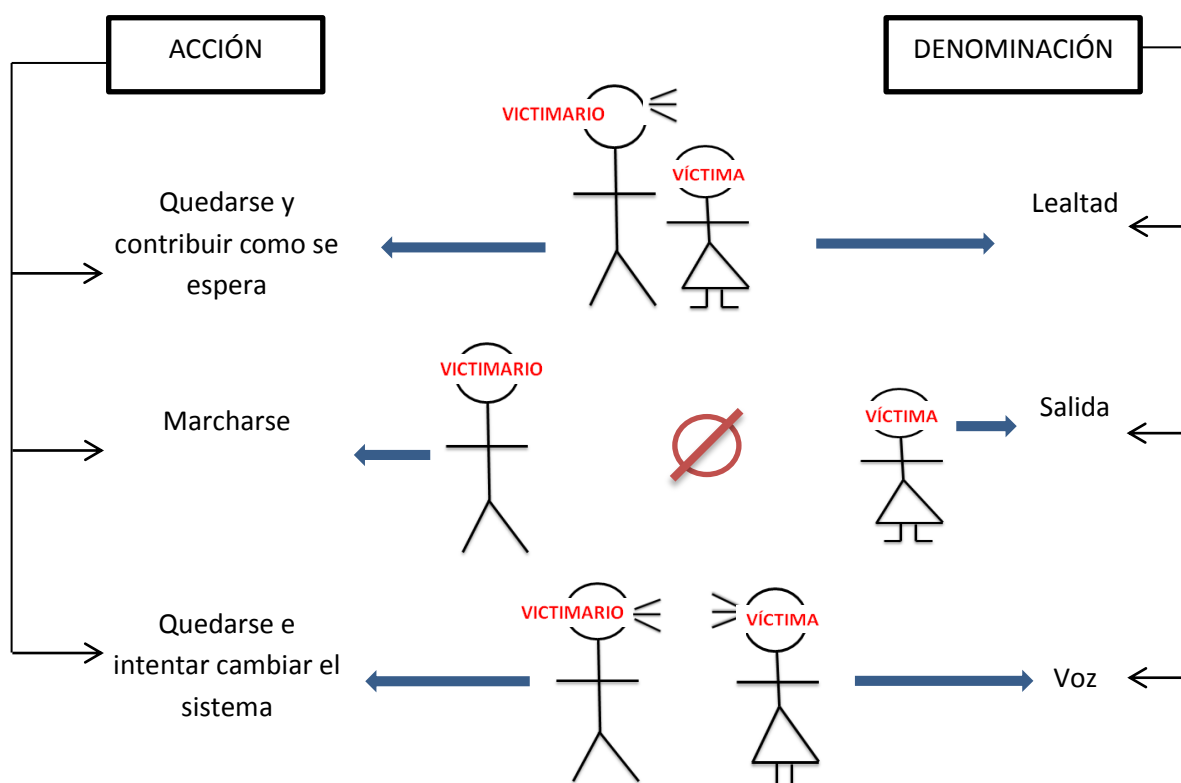 ACCIÓN
DENOMINACIÓN
VICTIMARIO
VÍCTIMA
Quedarse y
contribuir como se
espera
Lealtad
VICTIMARIO
VÍCTIMA
Marcharse
Salida
VICTIMARIO
VÍCTIMA
Quedarse e
intentar cambiar el
sistema
Voz